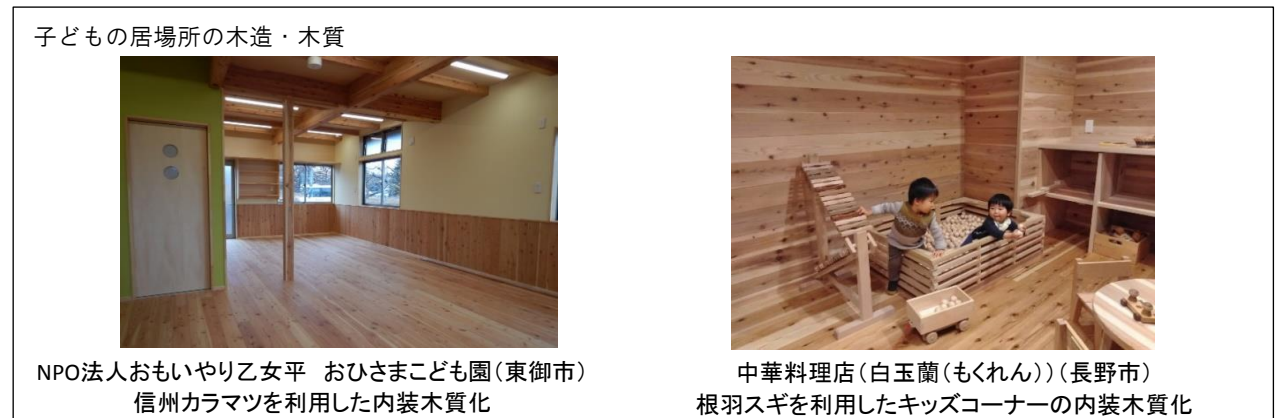 子どもの居場所の木造・木質
NPO法人おもいやり乙女平　おひさまこども園(東御市)
信州カラマツを利用した内装木質化
中華料理店(白玉蘭(もくれん))(長野市)
根羽スギを利用したキッズコーナーの内装木質化